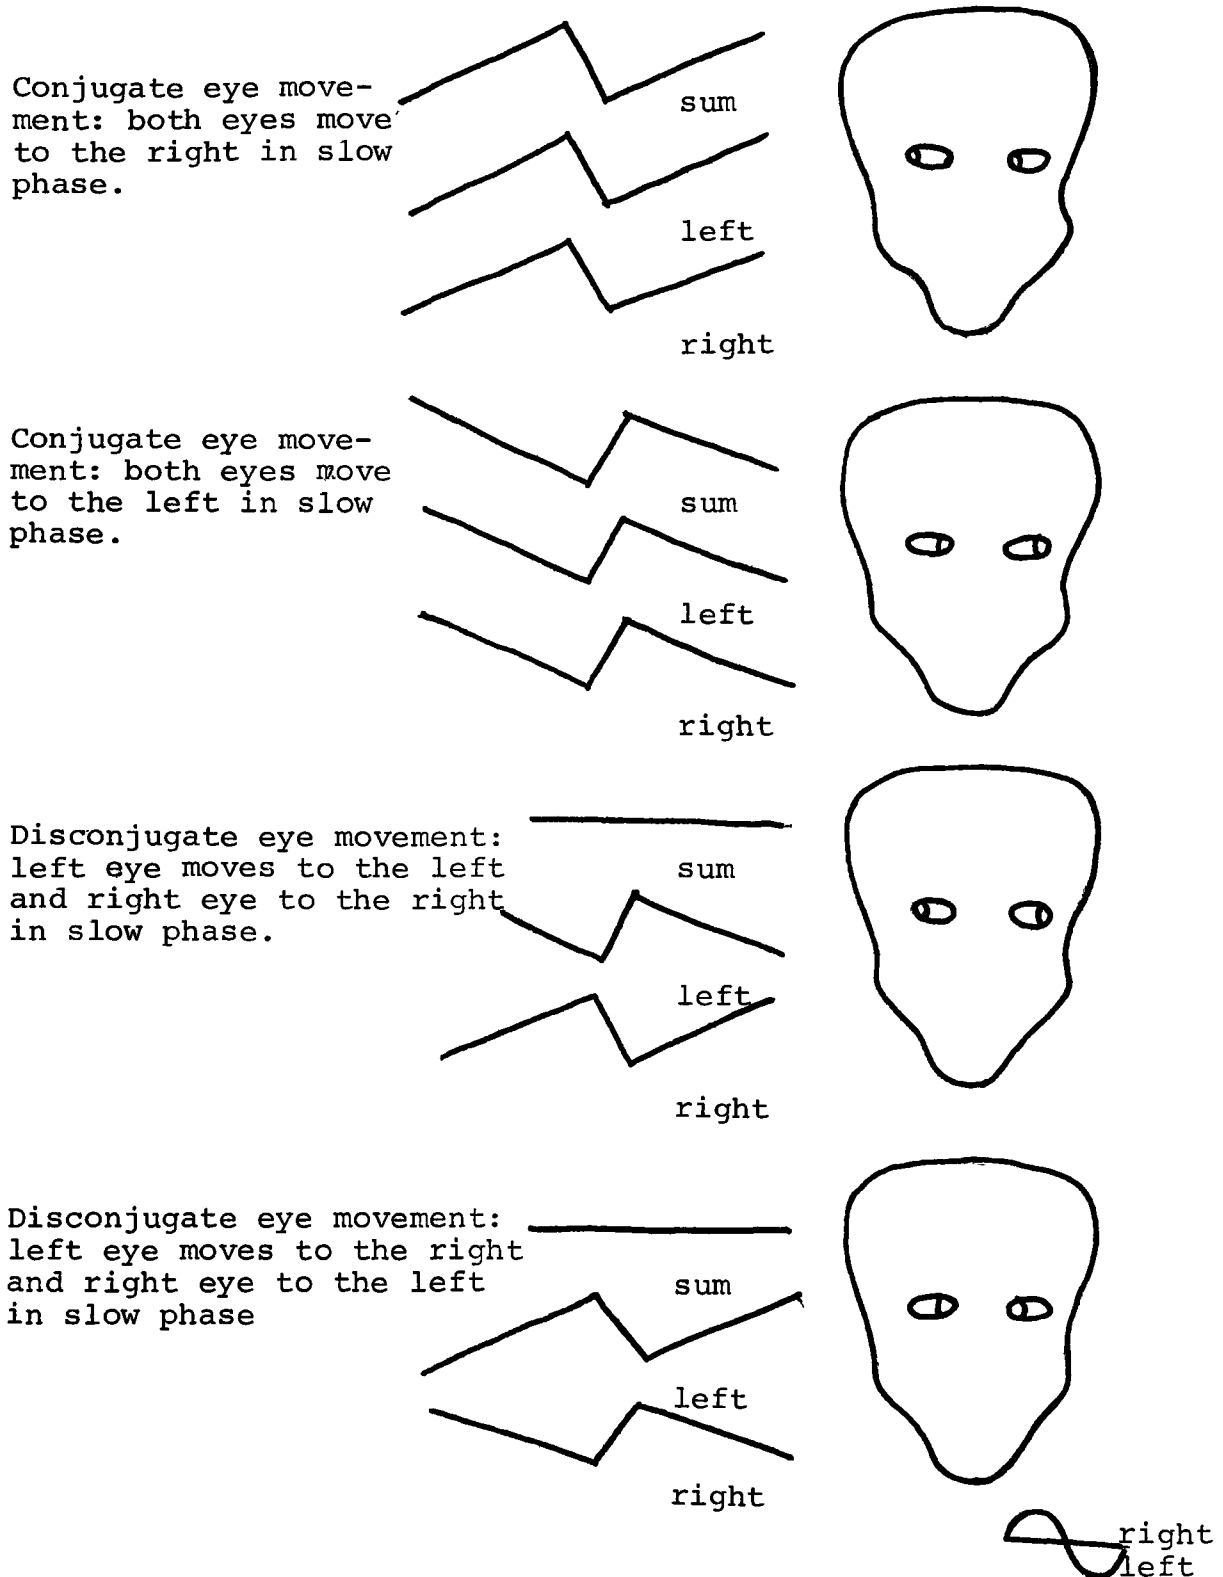 Conjugate eye move-
ment: both eyes move
to the right in slow
phase.
sum
left
right
Conjugate eye move-
ment: both eyes move
to the left in slow
phase.
sum
left
right
Disconjugate eye movement:
left eye moves to the left
and right eye to the right
in slow phase.
sum
left
right
Disconjugate eye movement:
left eye moves to the right
and right eye to the left
in slow phase
sum
left
right
right
left